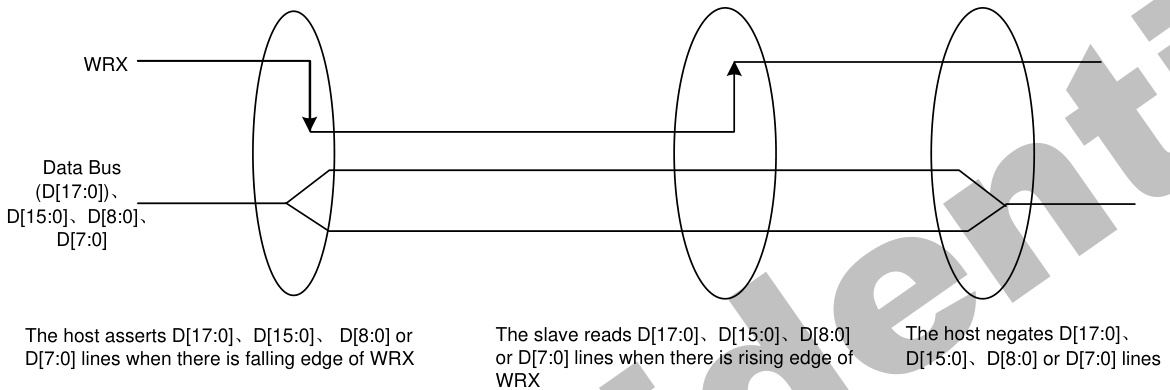 WRX
Data Bus
(D[17:0])、
D[15:0]、D[8:0]、
D[7:0]
The host asserts D[17:0]、D[15:0]、 D[8:0] or
D[7:0] lines when there is falling edge of WRX
The slave reads D[17:0]、D[15:0]、D[8:0]
or D[7:0] lines when there is rising edge of
WRX
The host negates D[17:0]、
D[15:0]、D[8:0] or D[7:0] lines